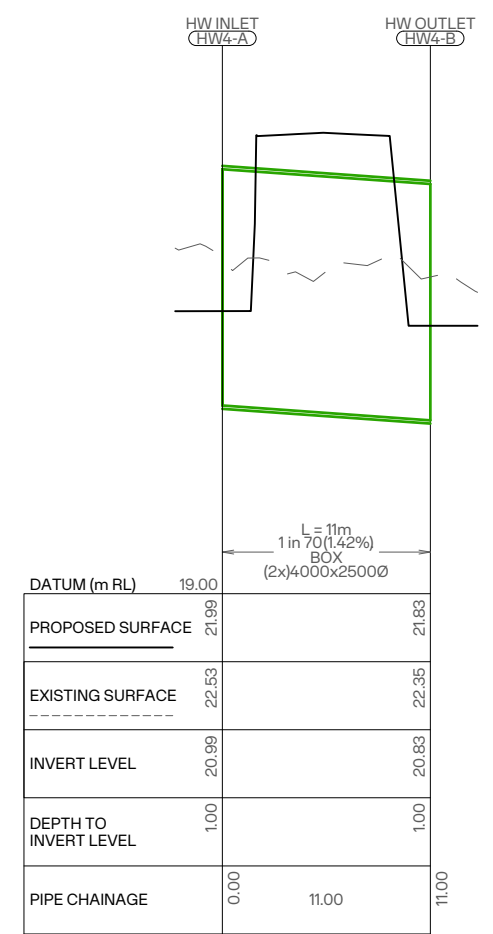 HW INLET HW OUTLET
HW4-A HW4-B
L = 11m
1 in 70(1.42%)
BOX
(2x)4000x2500Ø
DATUM (m RL) 19.00
PROPOSED SURFACE 21.99 21.83
EXISTING SURFACE 22.53 22.35
INVERT LEVEL 20.99 20.83
DEPTH TO
INVERT LEVEL 1.00 1.00
PIPE CHAINAGE 0.00 11.00 11.00